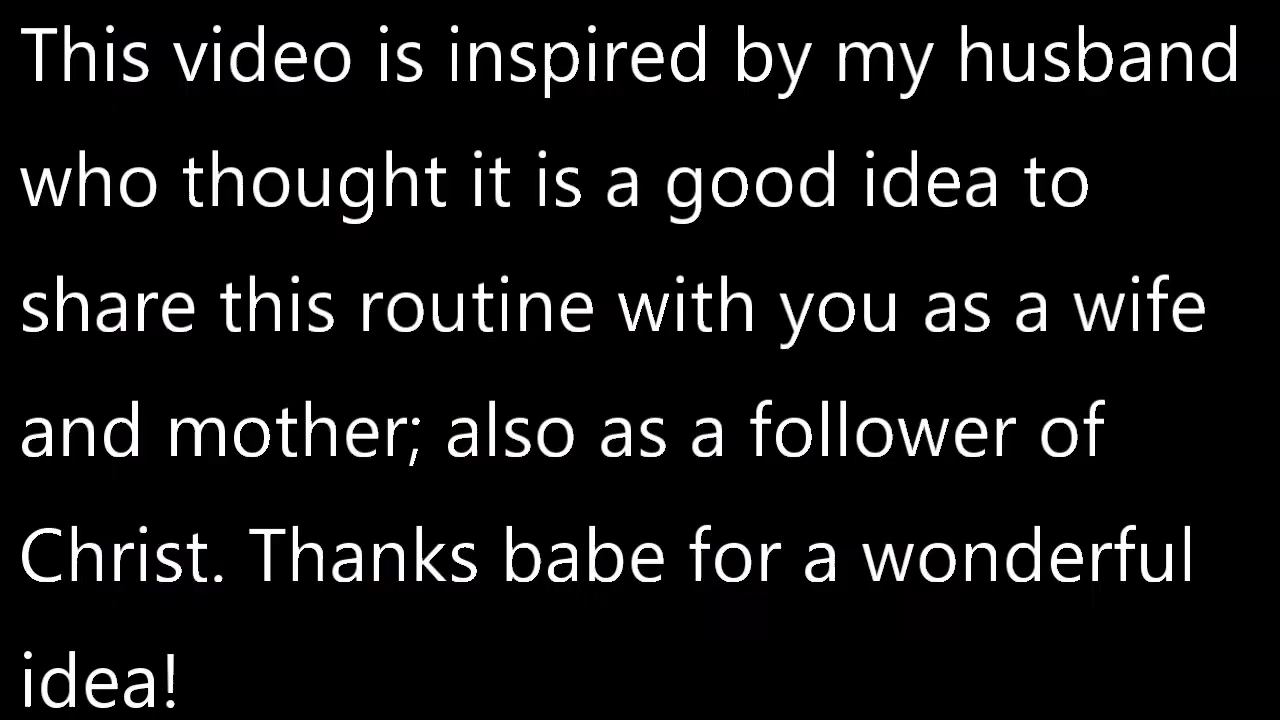 This video is inspired by my husband
who thought it is a good idea to
share this routine with you as a wife
and mother; also as a follower of
Christ. Thanks babe for a wonderful
idea!